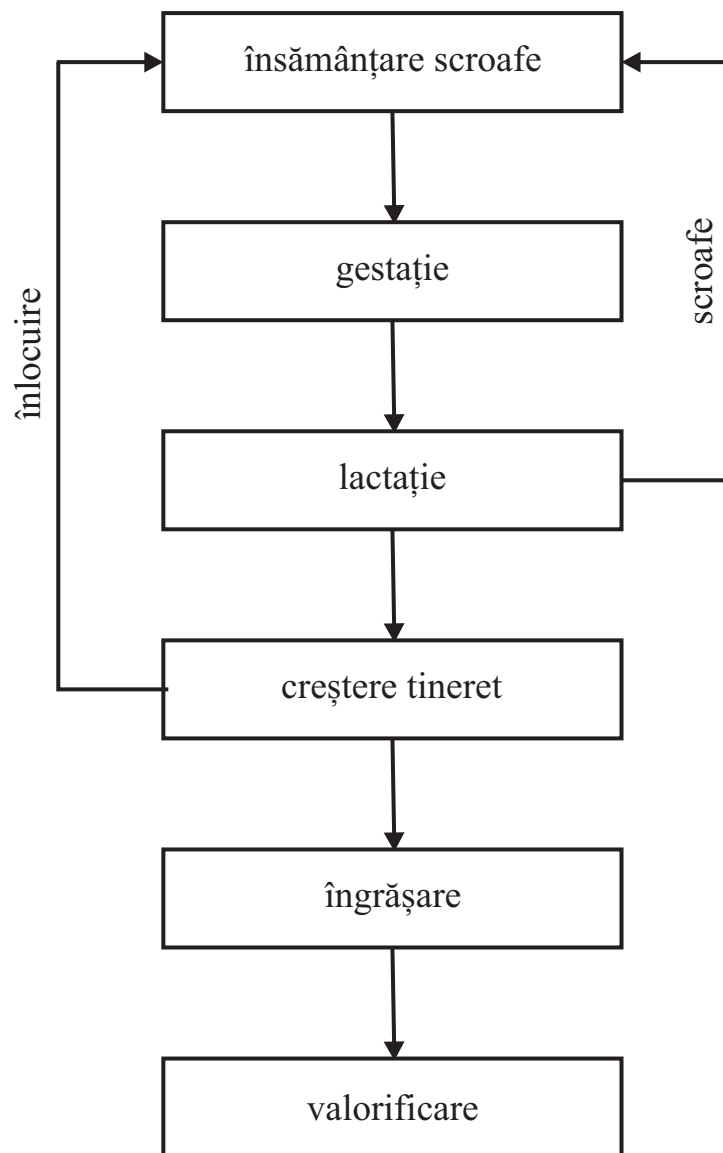 însămânțare scroafe
gestație
scroafe
înlocuire
lactație
creștere tineret
îngrășare
valorificare